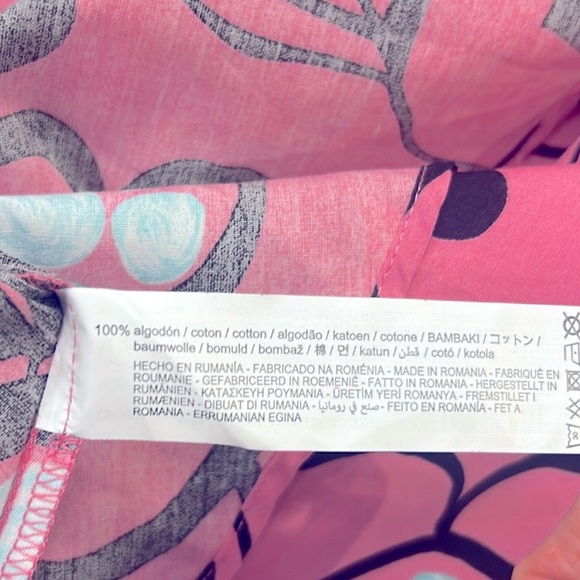 100% algodón / coton / cotton / algodão / katoen / cotone / BAMBAKI / コットン /
baumwolle / bomuld / bombaž / 棉 / 면 / katun / قطن / cotó / kotola
HECHO EN RUMANÍA - FABRICADO NA ROMÉNIA - MADE IN ROMANIA - FABRIQUÉ EN
ROUMANIE - GEFABRICEERD IN ROEMENIË - FATTO IN ROMANIA - HERGESTELLT IN
RUMÄNIEN - ΚΑΤΑΣΚΕΥΗ ΡΟΥΜΑΝΙΑ - ÜRETİM YERİ ROMANYA - FREMSTILLET I
RUMÆNIEN - DIBUAT DI RUMANIA - صنع في رومانيا - FEITO EN ROMANÍA - FET A
ROMANIA - ERRUMANIAN EGINA